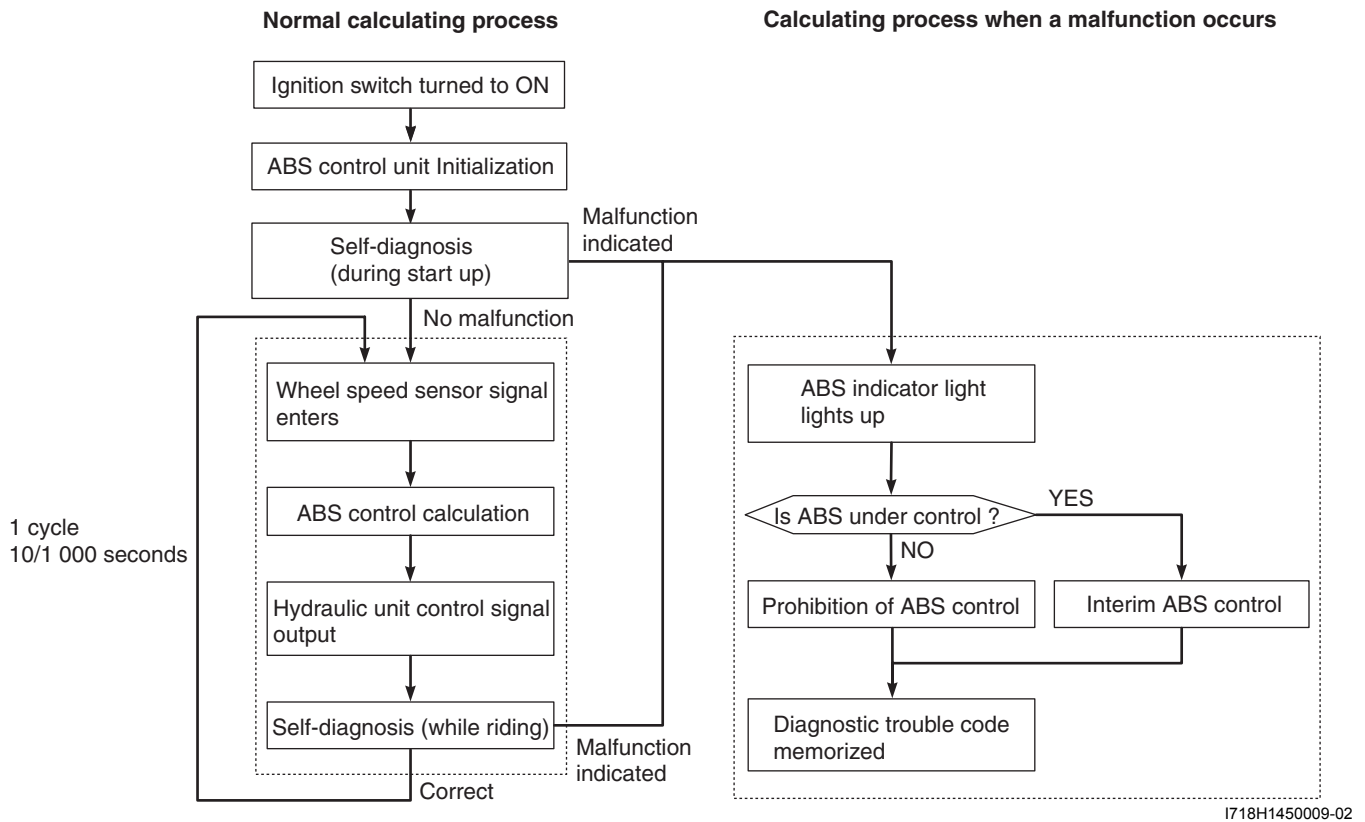 Normal calculating process
Calculating process when a malfunction occurs
Ignition switch turned to ON
ABS control unit Initialization
Self-diagnosis
(during start up)
Malfunction
indicated
No malfunction
Wheel speed sensor signal
enters
ABS control calculation
1 cycle
10/1 000 seconds
Hydraulic unit control signal
output
Self-diagnosis (while riding)
Malfunction
indicated
Correct
ABS indicator light
lights up
Is ABS under control ?
YES
NO
Prohibition of ABS control
Interim ABS control
Diagnostic trouble code
memorized
I718H1450009-02